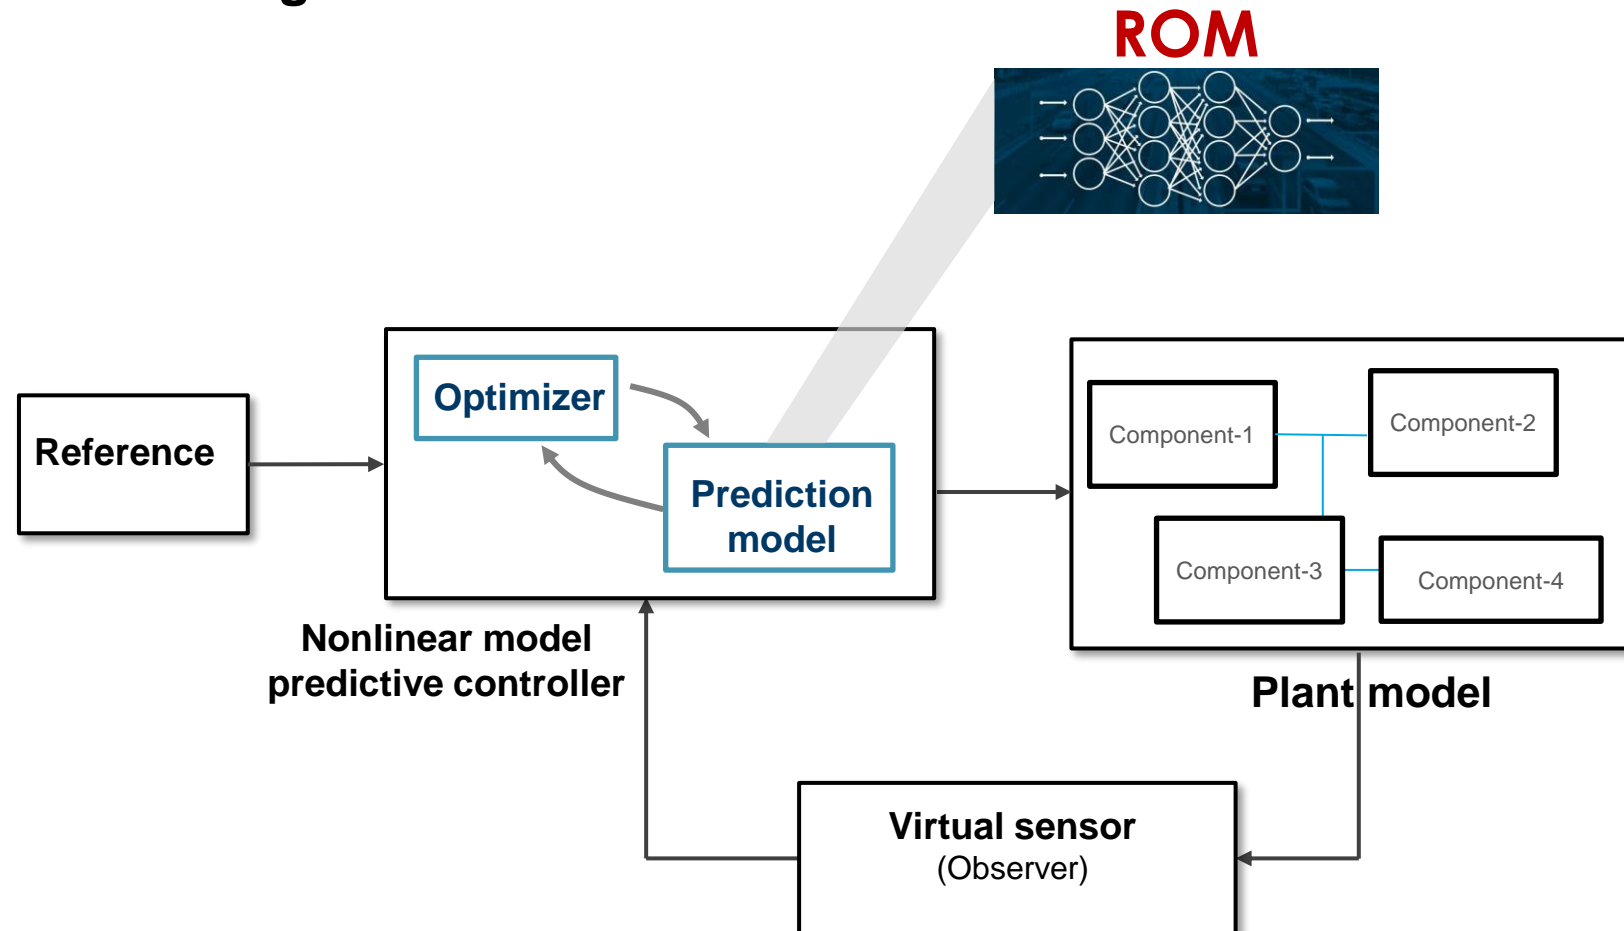 ROM
Optimizer
Reference
Prediction
model
Component-1
Component-2
Component-3
Component-4
Nonlinear model
predictive controller
Plant model
Virtual sensor
(Observer)